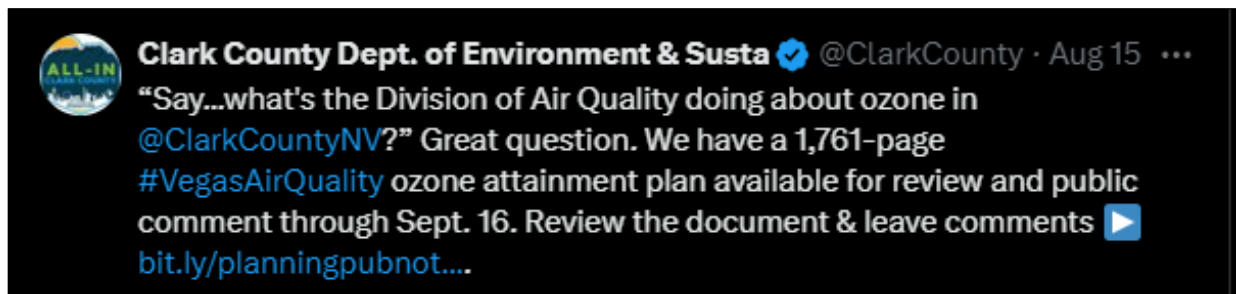 Clark County Dept. of Environment & Susta @ClarkCounty · Aug 15 ···
ALL-IN
CLARK COUNTY
“Say...what's the Division of Air Quality doing about ozone in
@ClarkCountyNV?” Great question. We have a 1,761-page
#VegasAirQuality ozone attainment plan available for review and public
comment through Sept. 16. Review the document & leave comments ▶
bit.ly/planningpubnot....